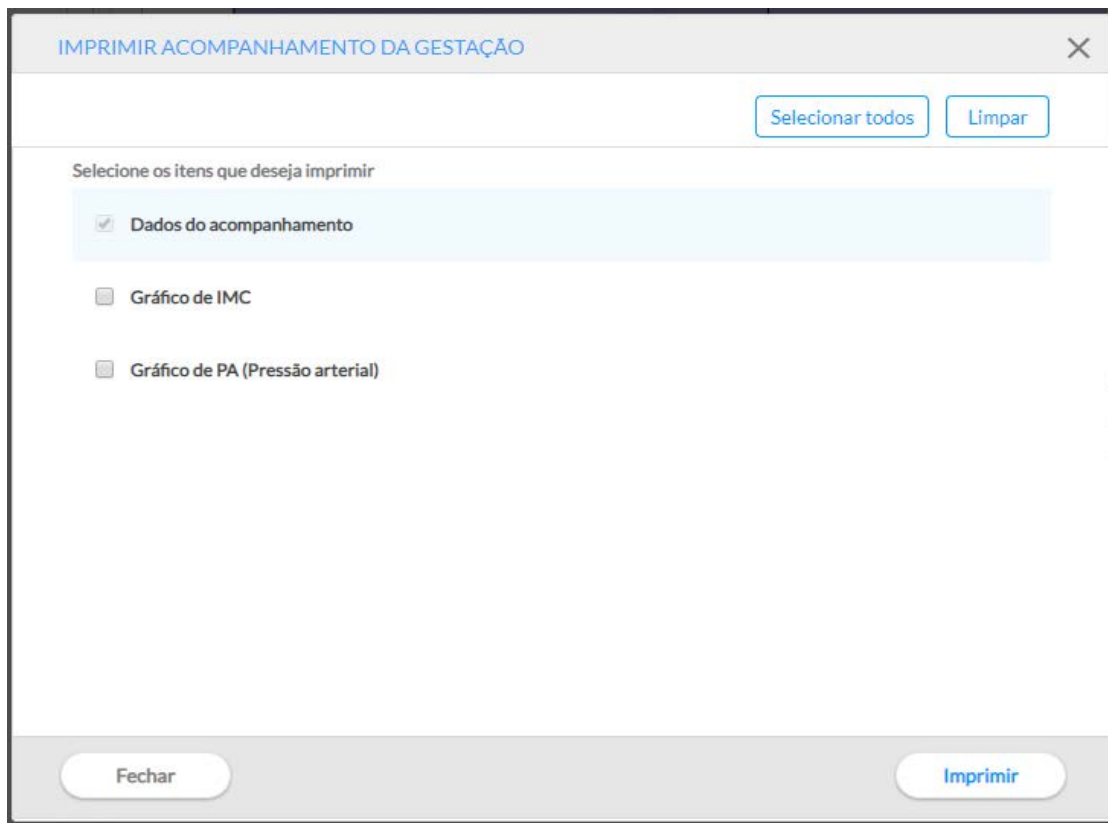 IMPRIMIR ACOMPANHAMENTO DA GESTAÇÃO
Selecionar todos
Limpar
Selecione os itens que deseja imprimir
Dados do acompanhamento
Gráfico de IMC
Gráfico de PA (Pressão arterial)
Fechar
Imprimir